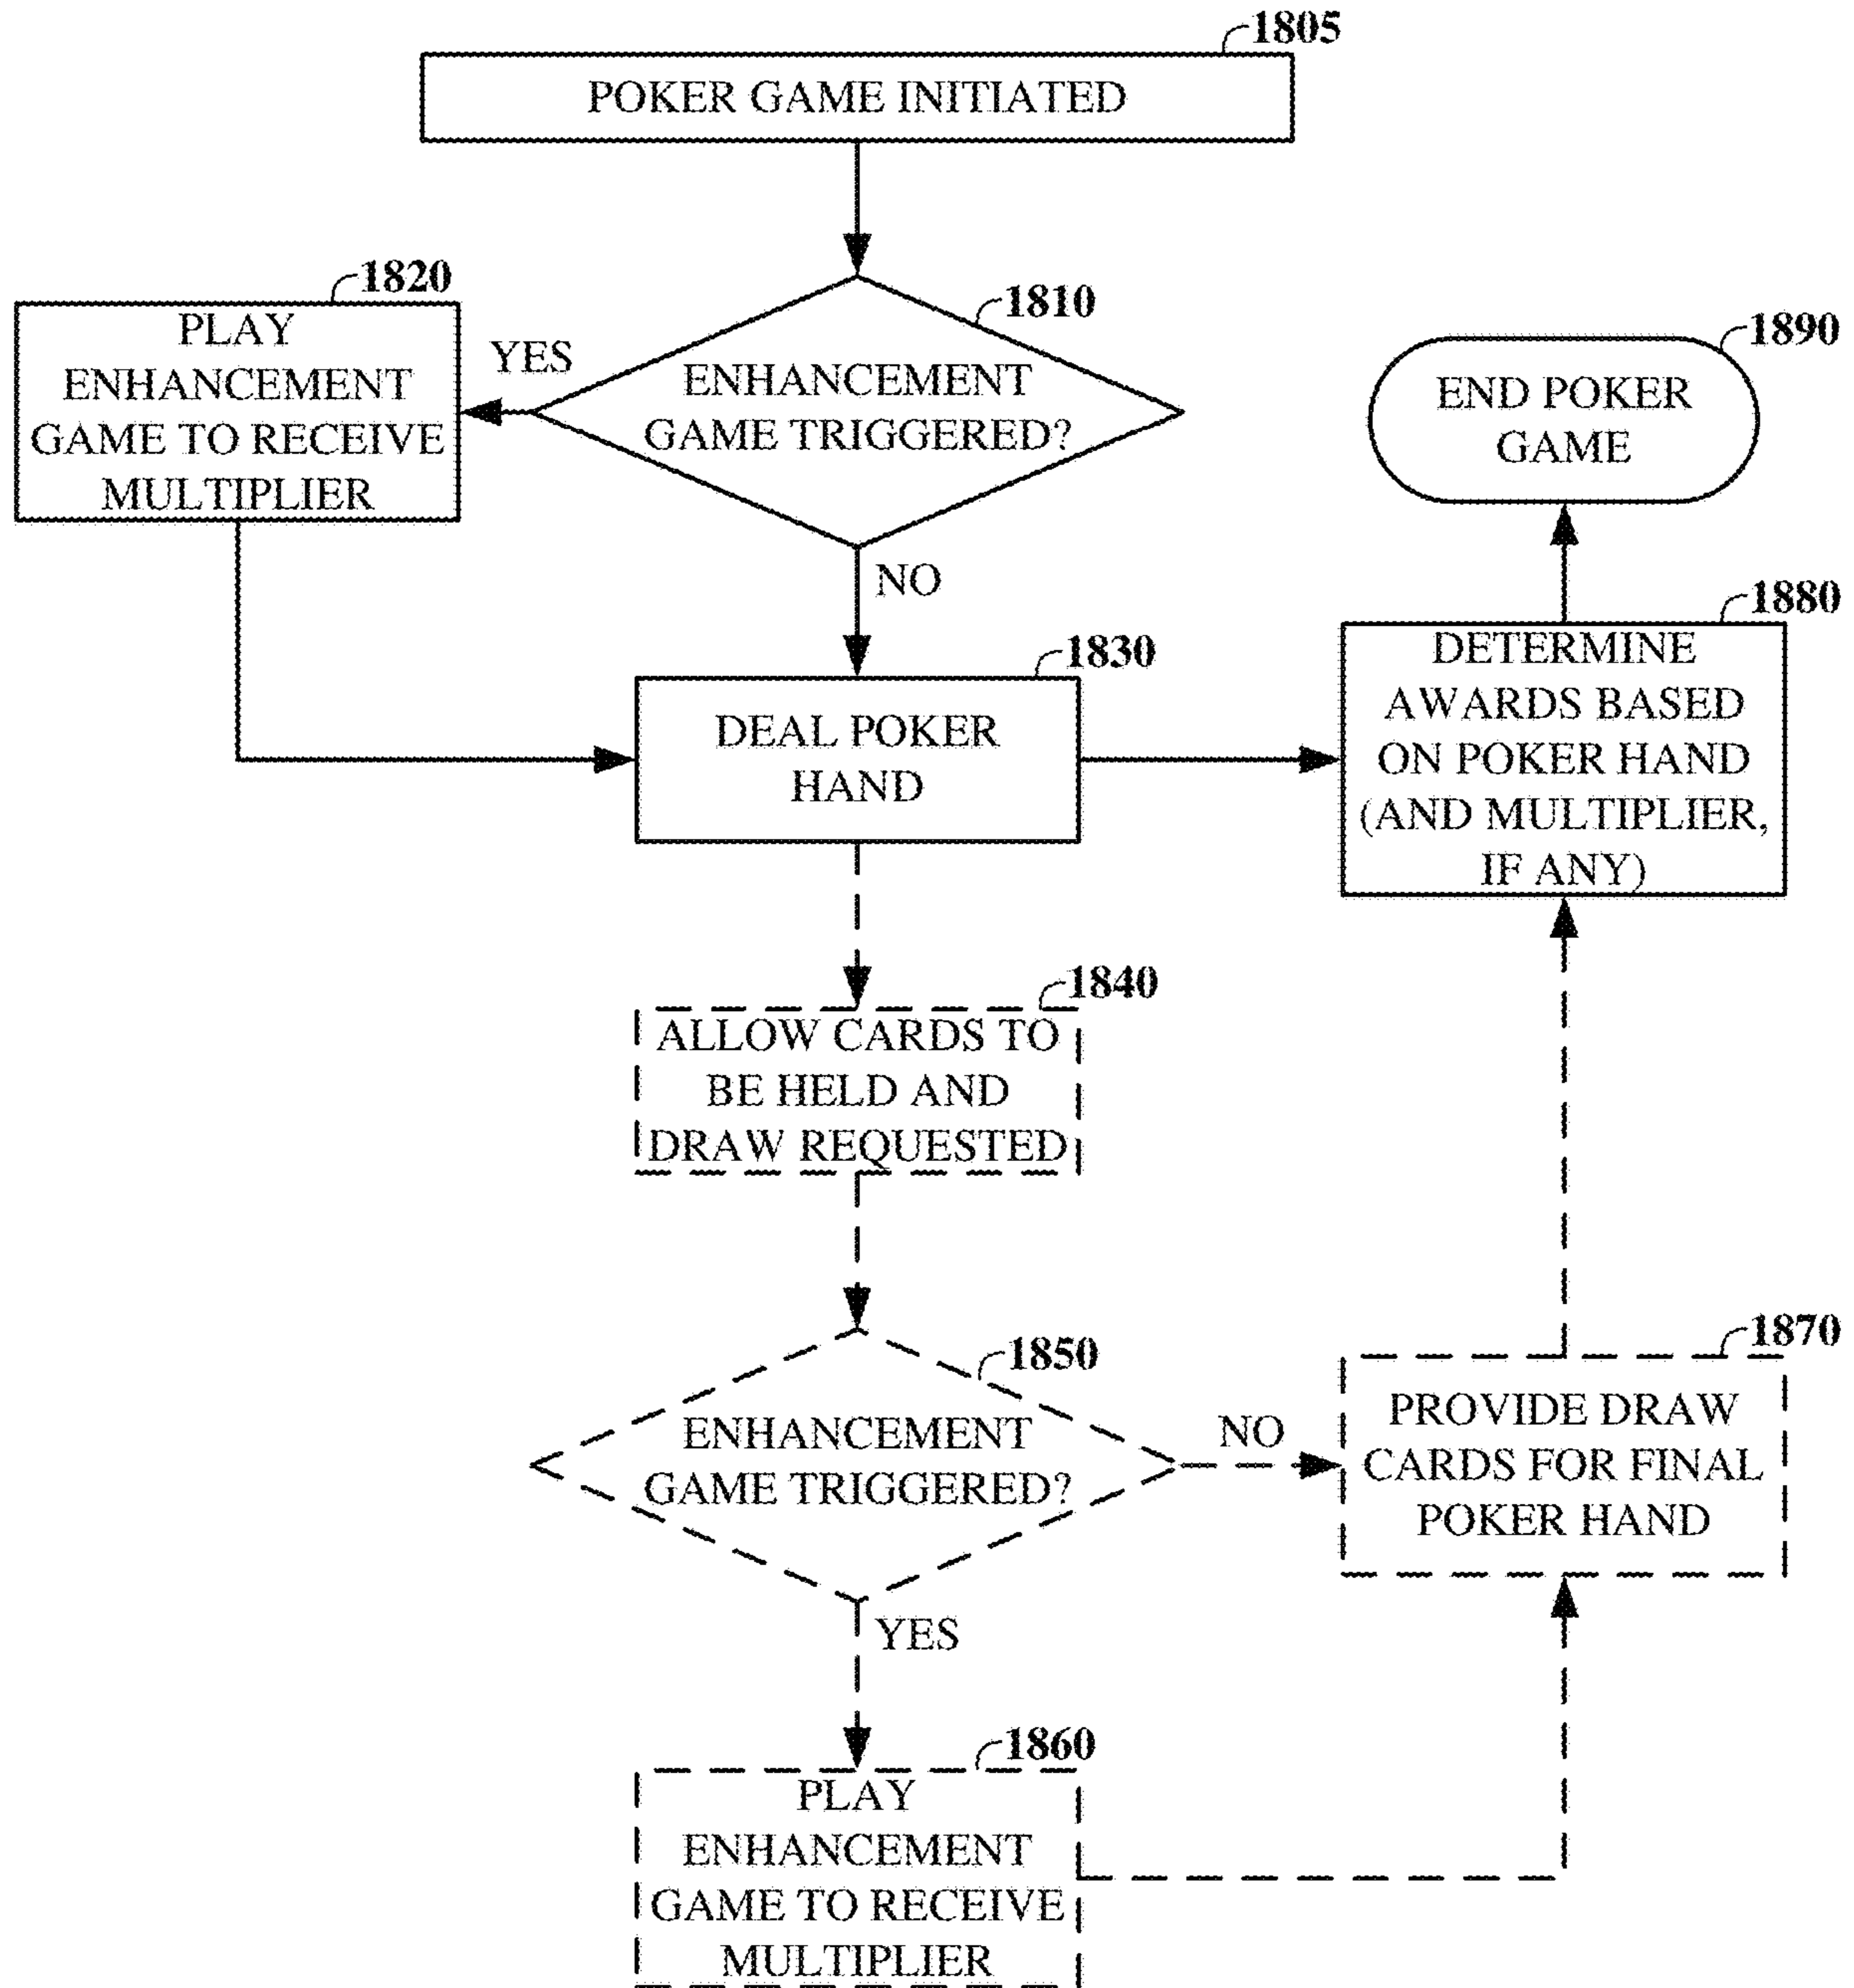 1805
POKER GAME INITIATED
1810
ENHANCEMENT
GAME TRIGGERED?
YES
NO
1820
PLAY
ENHANCEMENT
GAME TO RECEIVE
MULTIPLIER
1830
DEAL POKER
HAND
1840
ALLOW CARDS TO
BE HELD AND
DRAW REQUESTED
1850
ENHANCEMENT
GAME TRIGGERED?
NO
YES
1860
PLAY
ENHANCEMENT
GAME TO RECEIVE
MULTIPLIER
1870
PROVIDE DRAW
CARDS FOR FINAL
POKER HAND
1880
DETERMINE
AWARDS BASED
ON POKER HAND
(AND MULTIPLIER,
IF ANY)
1890
END POKER
GAME